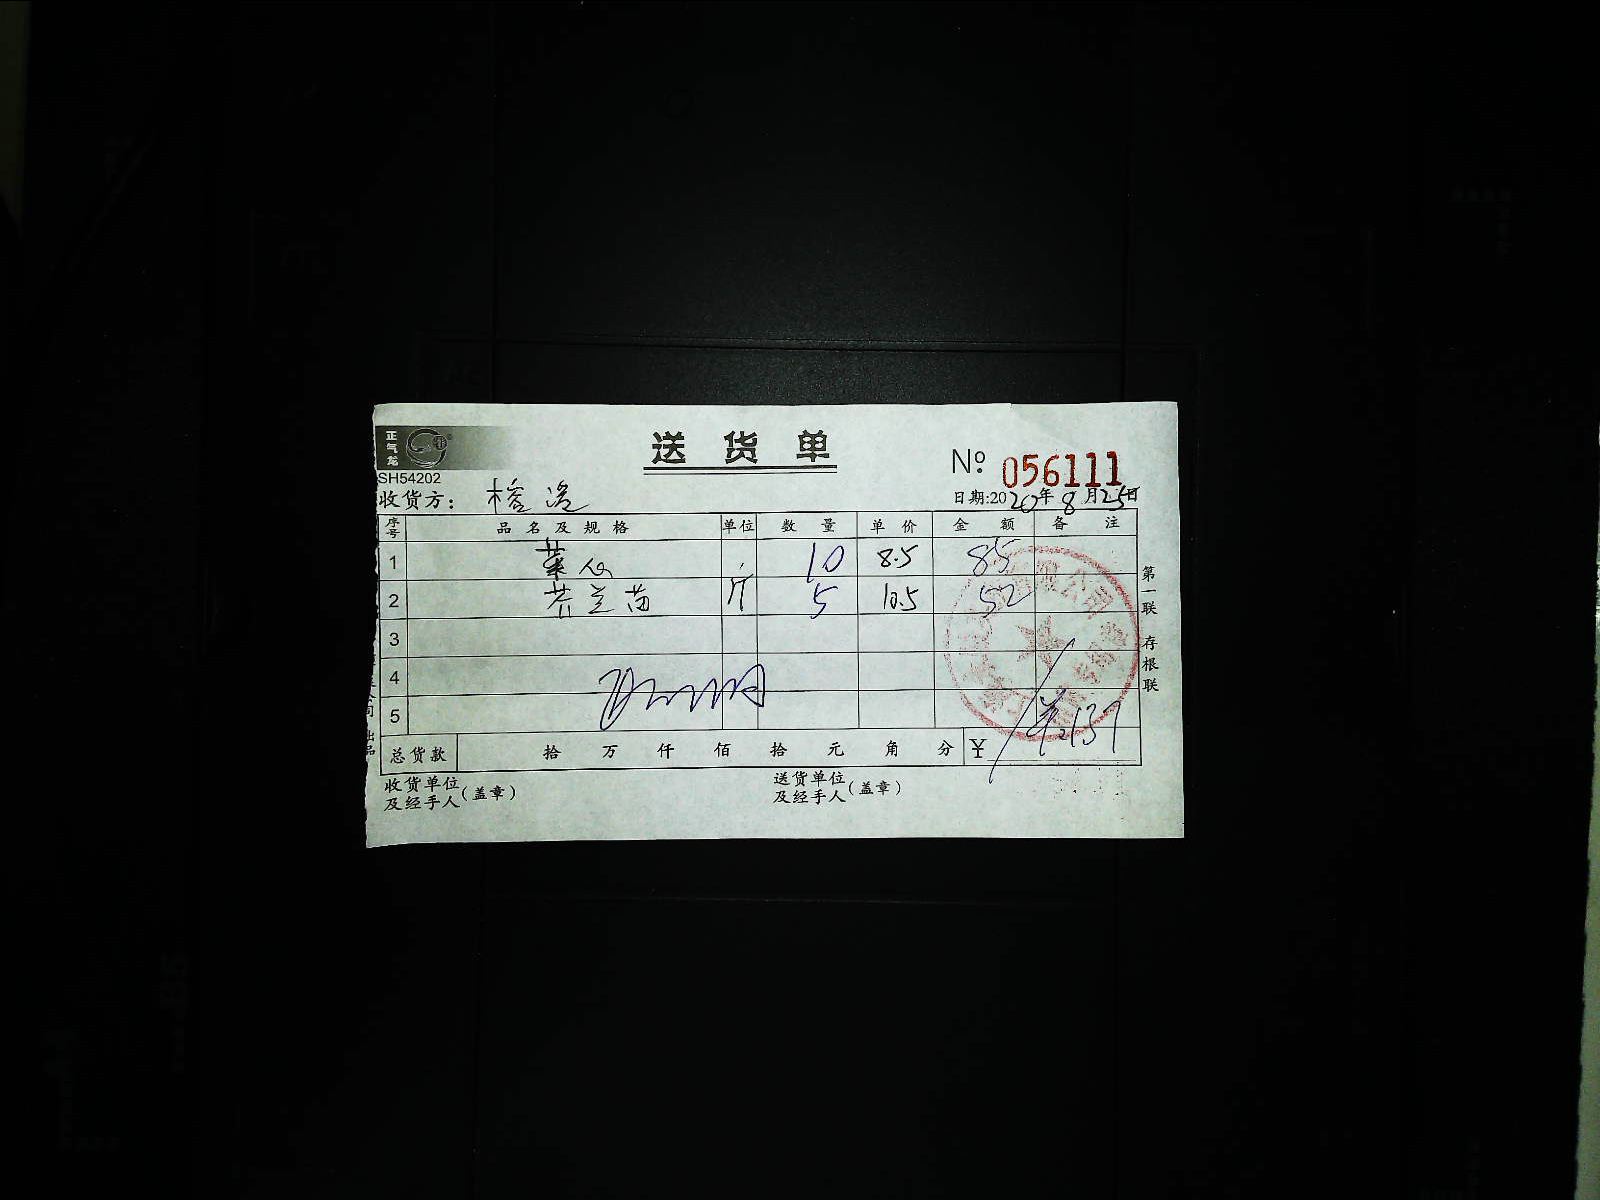 正气龙
送货单
SH54202
№ 056111
收货方: 榕港
日期:2020年8月25日
序号 品名及规格 单位 数量 单价 金额 备注
1 菜心 10 8.5 85
2 芥兰苗 斤 5 10.5 52
3
4
5
共137
总货款 拾 万 仟 佰 拾 元 角 分 ¥
收货单位及经手人(盖章)
送货单位及经手人(盖章)
第一联 存根联